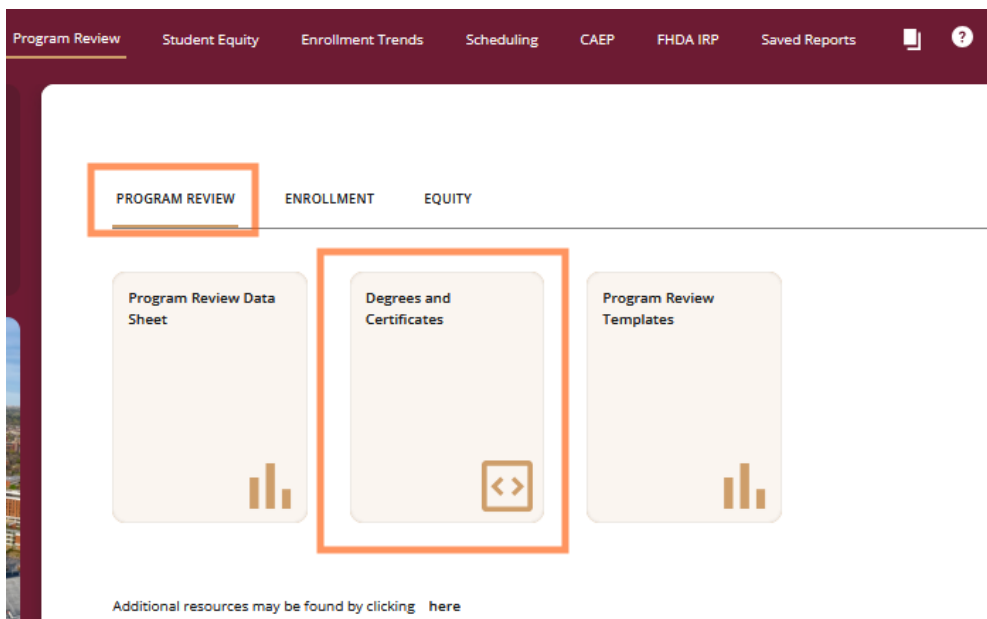 Program Review Student Equity Enrollment Trends Scheduling CAEP FHDA IRP Saved Reports ?
PROGRAM REVIEW ENROLLMENT EQUITY
Program Review Data
Sheet
Degrees and
Certificates
Program Review
Templates
Additional resources may be found by clicking here